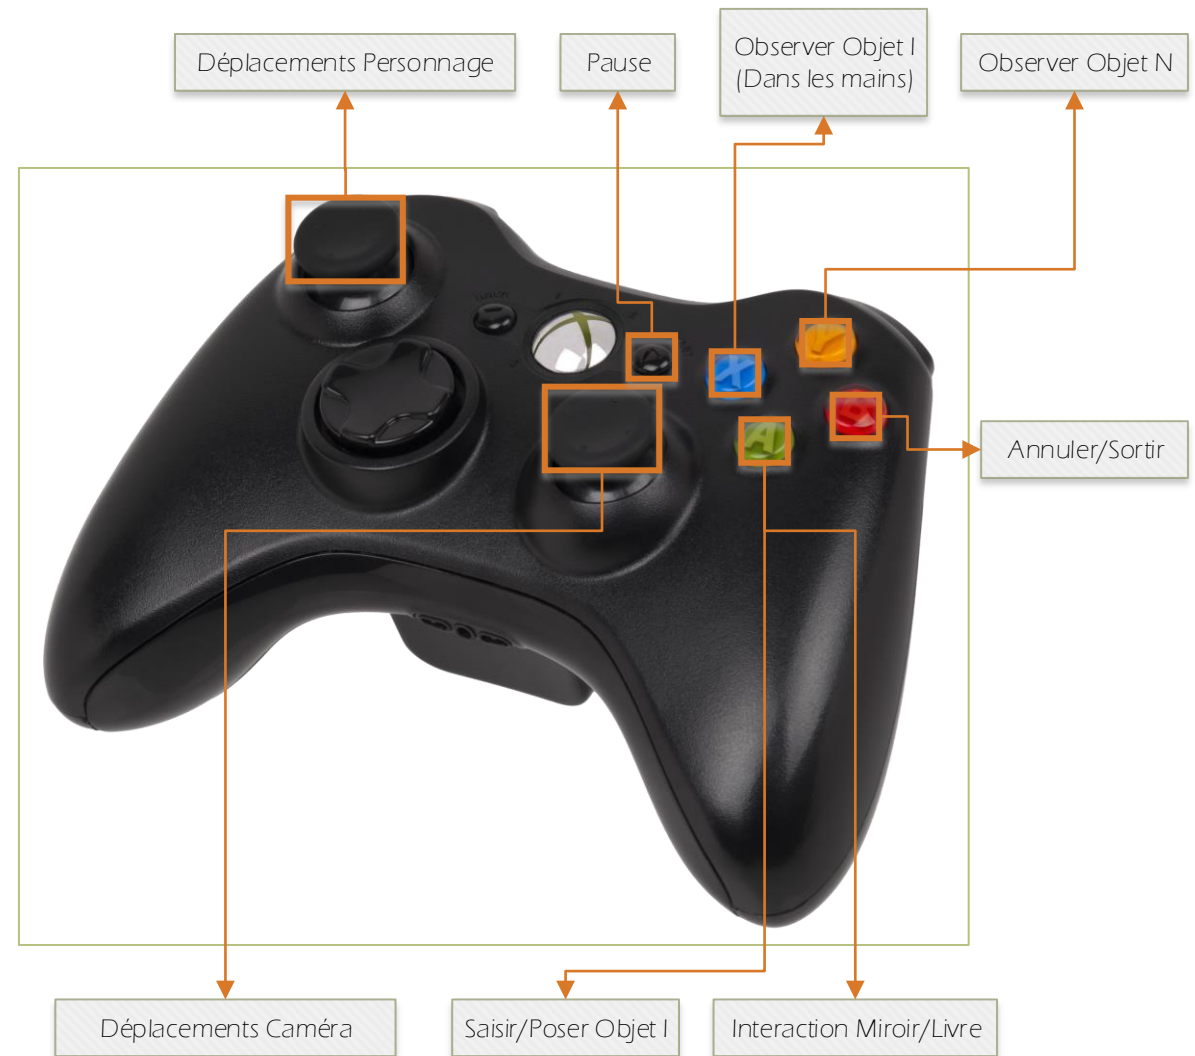 Déplacements Personnage
Pause
Observer Objet I
(Dans les mains)
Observer Objet N
X
Y
A
Annuler/Sortir
Déplacements Caméra
Saisir/Poser Objet I
Interaction Miroir/Livre